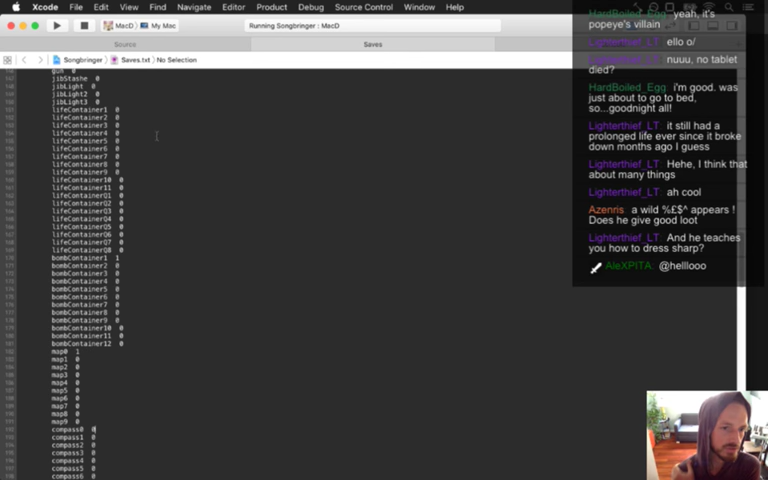 Xcode File Edit View Find Navigate Editor Product Debug Source Control Window Help
MacD My Mac
Running Songbringer : MacD
Source
Saves
Songbringer Saves.txt No Selection
gun 0
jibStashe 0
jibLight 0
jibLight2 0
jibLight3 0
lifeContainer1 0
lifeContainer2 0
lifeContainer3 0
lifeContainer4 0
lifeContainer5 0
lifeContainer6 0
lifeContainer7 0
lifeContainer8 0
lifeContainer9 0
lifeContainer10 0
lifeContainer11 0
lifeContainerQ1 0
lifeContainerQ2 0
lifeContainerQ3 0
lifeContainerQ4 0
lifeContainerQ5 0
lifeContainerQ6 0
lifeContainerQ7 0
lifeContainerQ8 0
bombContainer1 1
bombContainer2 0
bombContainer3 0
bombContainer4 0
bombContainer5 0
bombContainer6 0
bombContainer7 0
bombContainer8 0
bombContainer9 0
bombContainer10 0
bombContainer11 0
bombContainer12 0
map0 1
map1 0
map2 0
map3 0
map4 0
map5 0
map6 0
map7 0
map8 0
map9 0
compass0 0
compass1 0
compass2 0
compass3 0
compass4 0
compass5 0
compass6 0
HardBoiled_Egg: yeah, it's
popeye's villain
Lighterthief_LT: ello o/
Lighterthief_LT: nuuu, no tablet
died?
HardBoiled_Egg: i'm good. was
just about to go to bed,
so...goodnight all!
Lighterthief_LT: it still had a
prolonged life ever since it broke
down months ago I guess
Lighterthief_LT: Hehe, I think that
about many things
Lighterthief_LT: ah cool
Azenris: a wild %£$^ appears !
Does he give good loot
Lighterthief_LT: And he teaches
you how to dress sharp?
AleXPITA: @helllooo